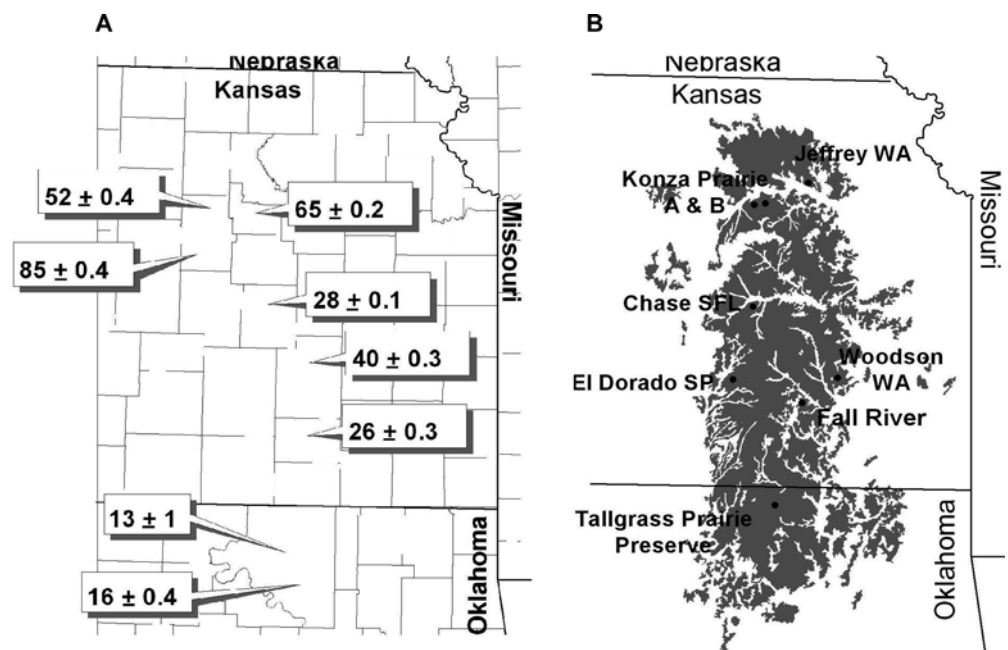 A
Nebraska
Kansas
52 ± 0.4
65 ± 0.2
85 ± 0.4
28 ± 0.1
40 ± 0.3
26 ± 0.3
13 ± 1
16 ± 0.4
Missouri
Oklahoma
B
Nebraska
Kansas
Jeffrey WA
Konza Prairie
A & B
Chase SFL
Woodson
WA
El Dorado SP
Fall River
Tallgrass Prairie
Preserve
Missouri
Oklahoma